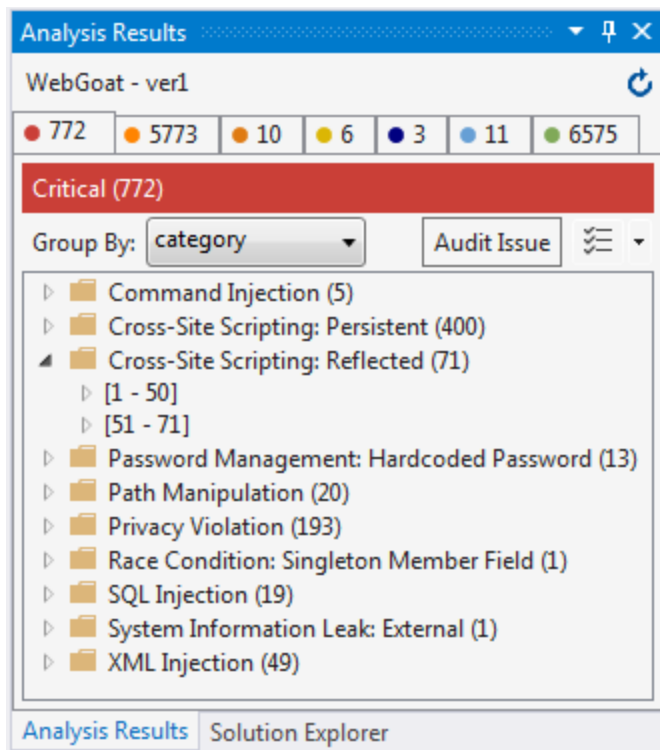 Analysis Results
WebGoat - ver1
772 5773 10 6 3 11 6575
Critical (772)
Group By: category Audit Issue
Command Injection (5)
Cross-Site Scripting: Persistent (400)
Cross-Site Scripting: Reflected (71)
[1 - 50]
[51 - 71]
Password Management: Hardcoded Password (13)
Path Manipulation (20)
Privacy Violation (193)
Race Condition: Singleton Member Field (1)
SQL Injection (19)
System Information Leak: External (1)
XML Injection (49)
Analysis Results Solution Explorer